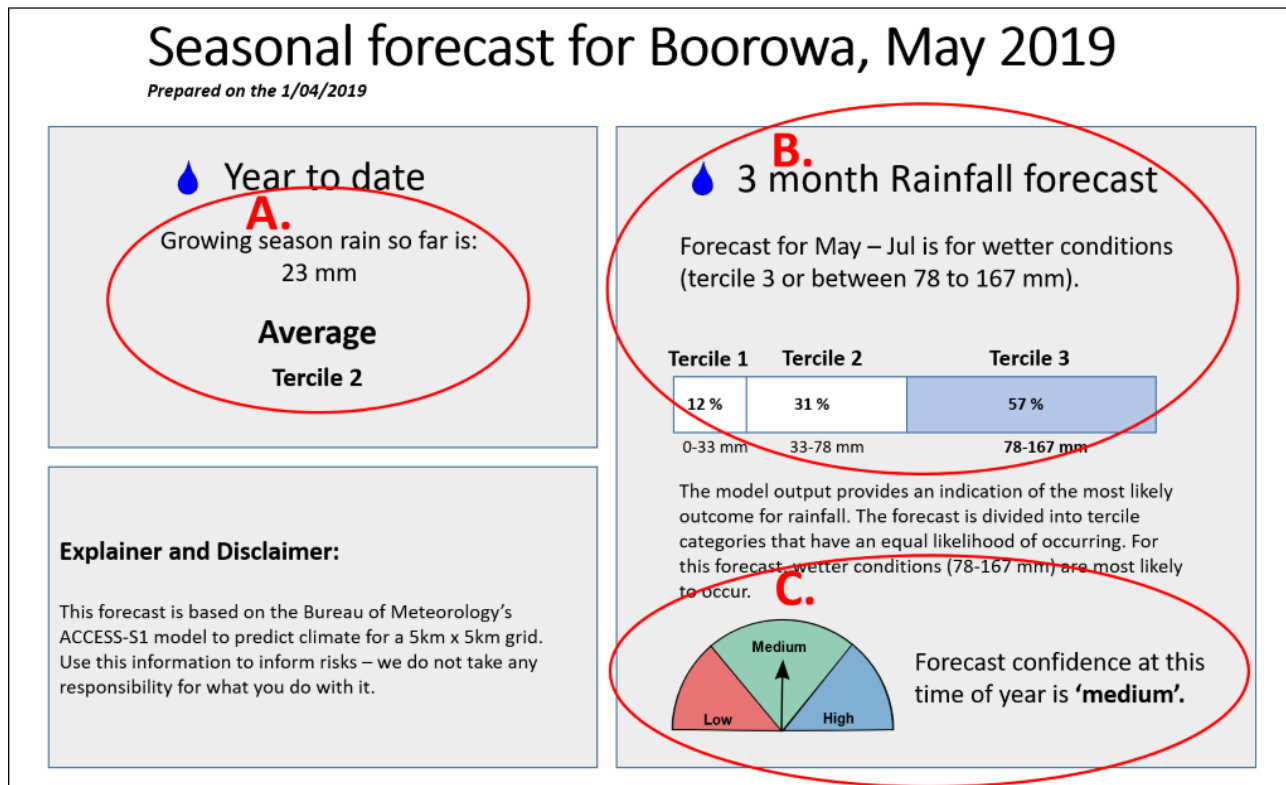 Seasonal forecast for Boorowa, May 2019
Prepared on the 1/04/2019
Year to date
A.
Growing season rain so far is:
23 mm
Average
Tercile 2
Explainer and Disclaimer:
This forecast is based on the Bureau of Meteorology's
ACCESS-S1 model to predict climate for a 5km x 5km grid.
Use this information to inform risks – we do not take any
responsibility for what you do with it.
B.
3 month Rainfall forecast
Forecast for May – Jul is for wetter conditions
(tercile 3 or between 78 to 167 mm).
Tercile 1 Tercile 2 Tercile 3
12 % 31 % 57 %
0-33 mm 33-78 mm 78-167 mm
The model output provides an indication of the most likely
outcome for rainfall. The forecast is divided into tercile
categories that have an equal likelihood of occurring. For
this forecast, wetter conditions (78-167 mm) are most likely
to occur.
C.
Medium
Low High
Forecast confidence at this
time of year is 'medium'.